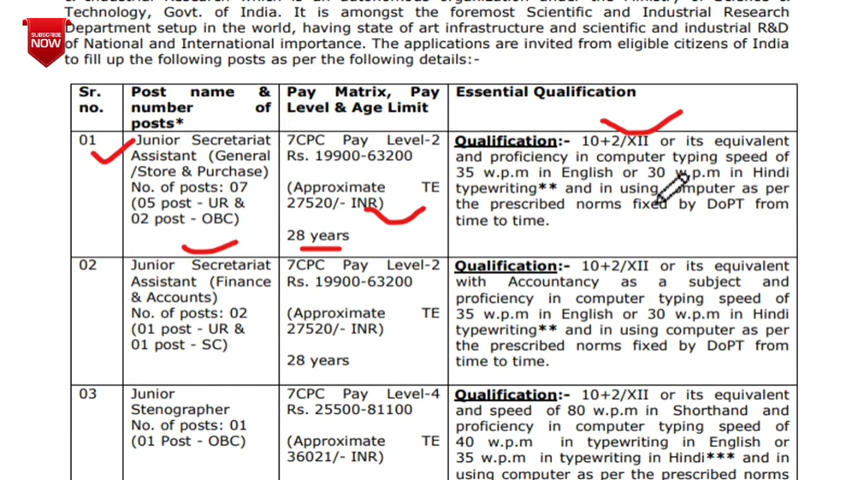 Technology, Govt. of India. It is amongst the foremost Scientific and Industrial Research
Department setup in the world, having state of art infrastructure and scientific and industrial R&D
of National and International importance. The applications are invited from eligible citizens of India
to fill up the following posts as per the following details:-
SUBSCRIBE
NOW
Sr. no.
Post name & number of posts*
Pay Matrix, Pay Level & Age Limit
Essential Qualification
01
Junior Secretariat
Assistant (General
/Store & Purchase)
No. of posts: 07
(05 post - UR &
02 post - OBC)
7CPC Pay Level-2
Rs. 19900-63200
(Approximate TE
27520/- INR)
28 years
Qualification:- 10+2/XII or its equivalent
and proficiency in computer typing speed of
35 w.p.m in English or 30 w.p.m in Hindi
typewriting** and in using computer as per
the prescribed norms fixed by DoPT from
time to time.
02
Junior Secretariat
Assistant (Finance
& Accounts)
No. of posts: 02
(01 post - UR &
01 post - SC)
7CPC Pay Level-2
Rs. 19900-63200
(Approximate TE
27520/- INR)
28 years
Qualification:- 10+2/XII or its equivalent
with Accountancy as a subject and
proficiency in computer typing speed of
35 w.p.m in English or 30 w.p.m in Hindi
typewriting** and in using computer as per
the prescribed norms fixed by DoPT from
time to time.
03
Junior
Stenographer
No. of posts: 01
(01 Post - OBC)
7CPC Pay Level-4
Rs. 25500-81100
(Approximate TE
36021/- INR)
Qualification:- 10+2/XII or its equivalent
and speed of 80 w.p.m in Shorthand and
proficiency in computer typing speed of
40 w.p.m in typewriting in English or
35 w.p.m in typewriting in Hindi*** and in
using computer as per the prescribed norms